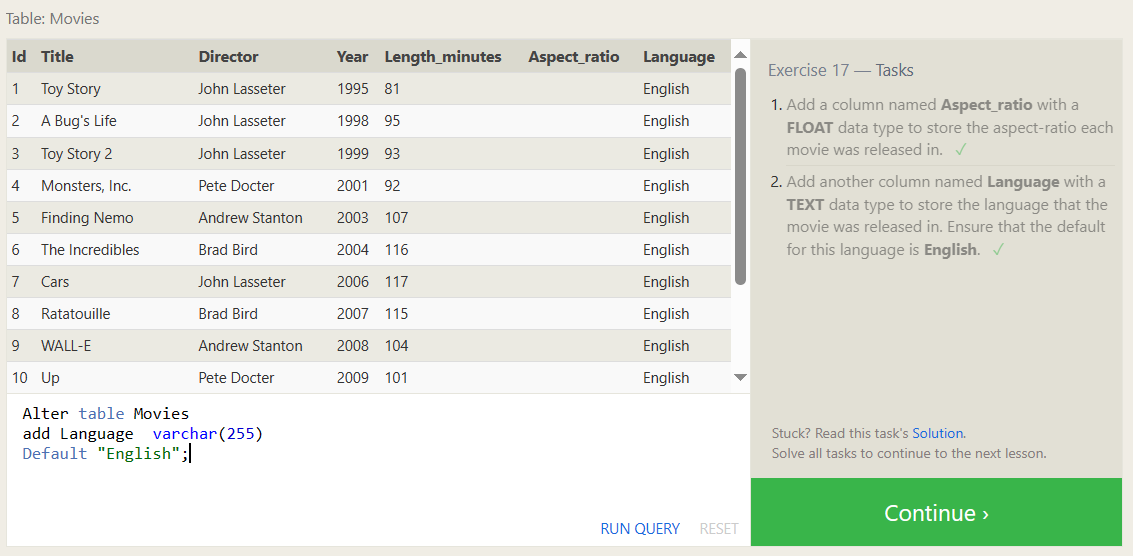 Table: Movies
Id Title Director Year Length_minutes Aspect_ratio Language
1 Toy Story John Lasseter 1995 81 English
2 A Bug's Life John Lasseter 1998 95 English
3 Toy Story 2 John Lasseter 1999 93 English
4 Monsters, Inc. Pete Docter 2001 92 English
5 Finding Nemo Andrew Stanton 2003 107 English
6 The Incredibles Brad Bird 2004 116 English
7 Cars John Lasseter 2006 117 English
8 Ratatouille Brad Bird 2007 115 English
9 WALL-E Andrew Stanton 2008 104 English
10 Up Pete Docter 2009 101 English
Alter table Movies
add Language  varchar(255)
Default "English";
RUN QUERY RESET
Exercise 17 — Tasks
1. Add a column named Aspect_ratio with a
FLOAT data type to store the aspect-ratio each
movie was released in. ✓
2. Add another column named Language with a
TEXT data type to store the language that the
movie was released in. Ensure that the default
for this language is English. ✓
Stuck? Read this task's Solution.
Solve all tasks to continue to the next lesson.
Continue ›